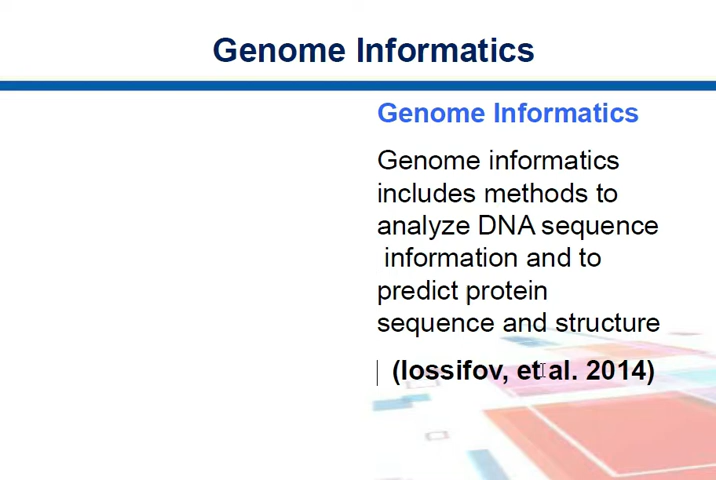 Genome Informatics
Genome Informatics
Genome informatics
includes methods to
analyze DNA sequence
information and to
predict protein
sequence and structure
(Iossifov, et al. 2014)